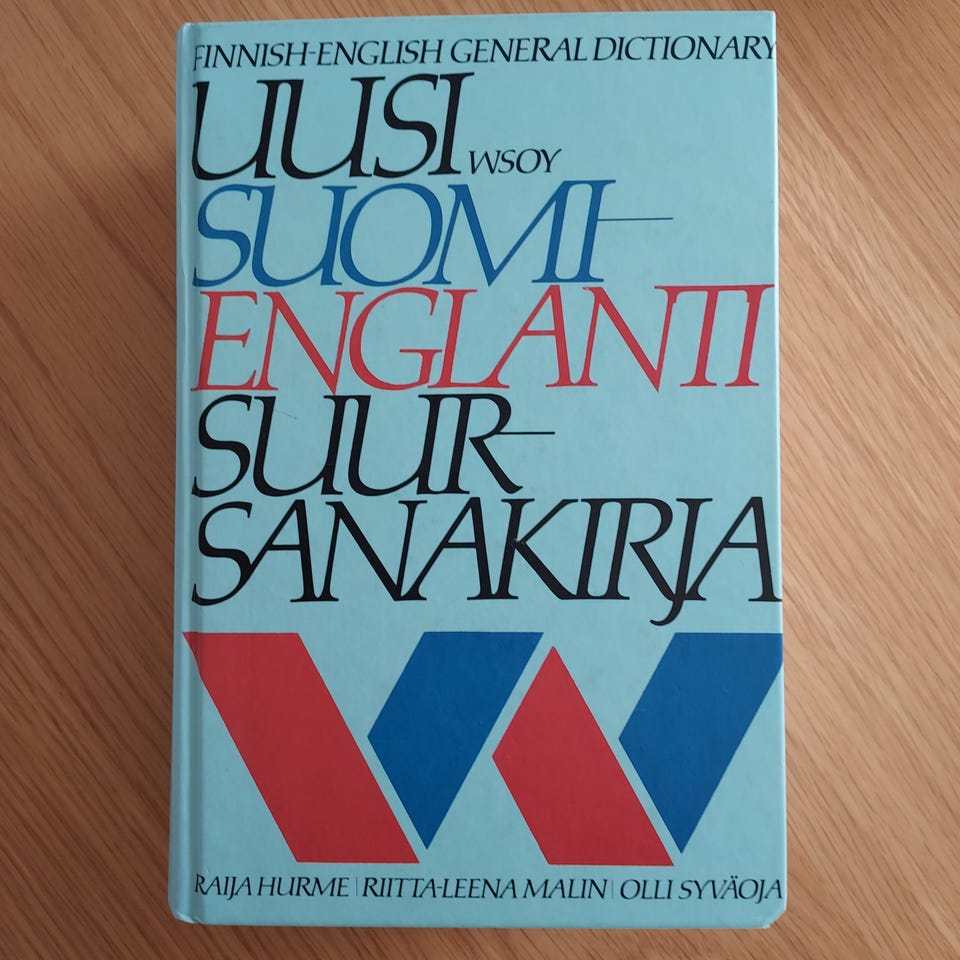 FINNISH-ENGLISH GENERAL DICTIONARY
UUSI WSOY
SUOMI-
ENGLANTI
SUUR-
SANAKIRJA
RAIJA HURME | RIITTA-LEENA MALIN | OLLI SYVÄOJA